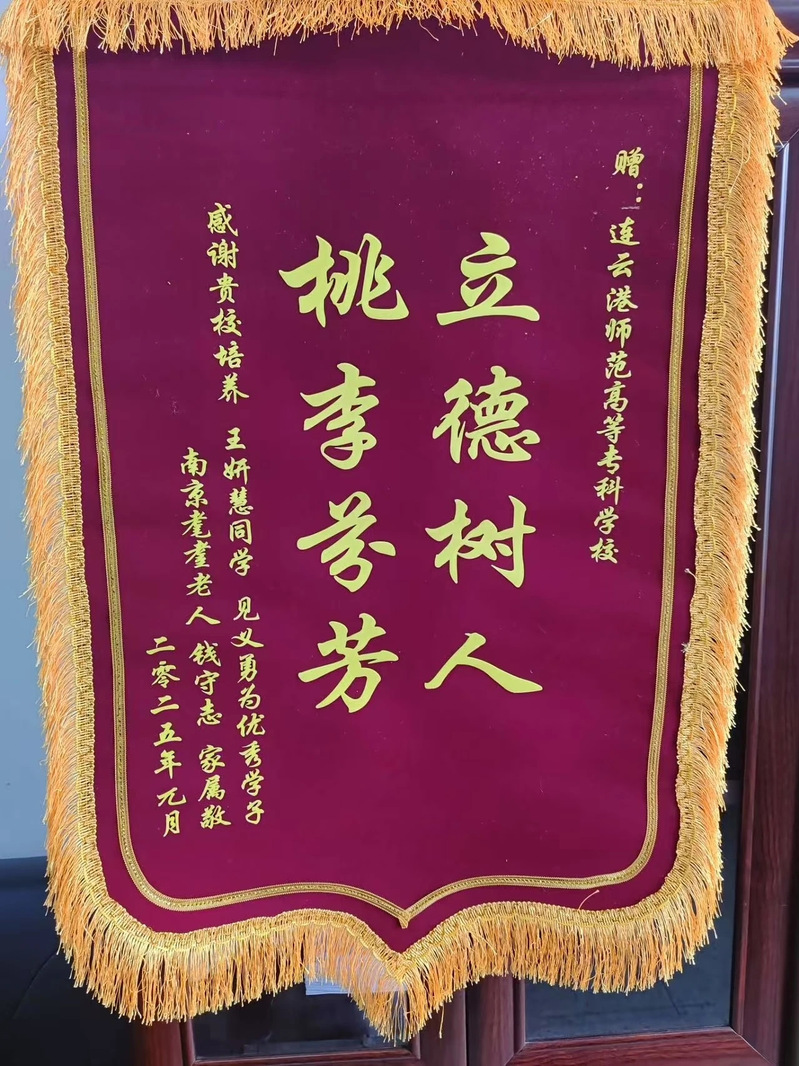 赠：连云港师范高等专科学校
立德树人
桃李芬芳
感谢贵校培养 王妍慧同学 见义勇为优秀学子
南京耄耋老人 钱守志 家属敬
二零二五年元月